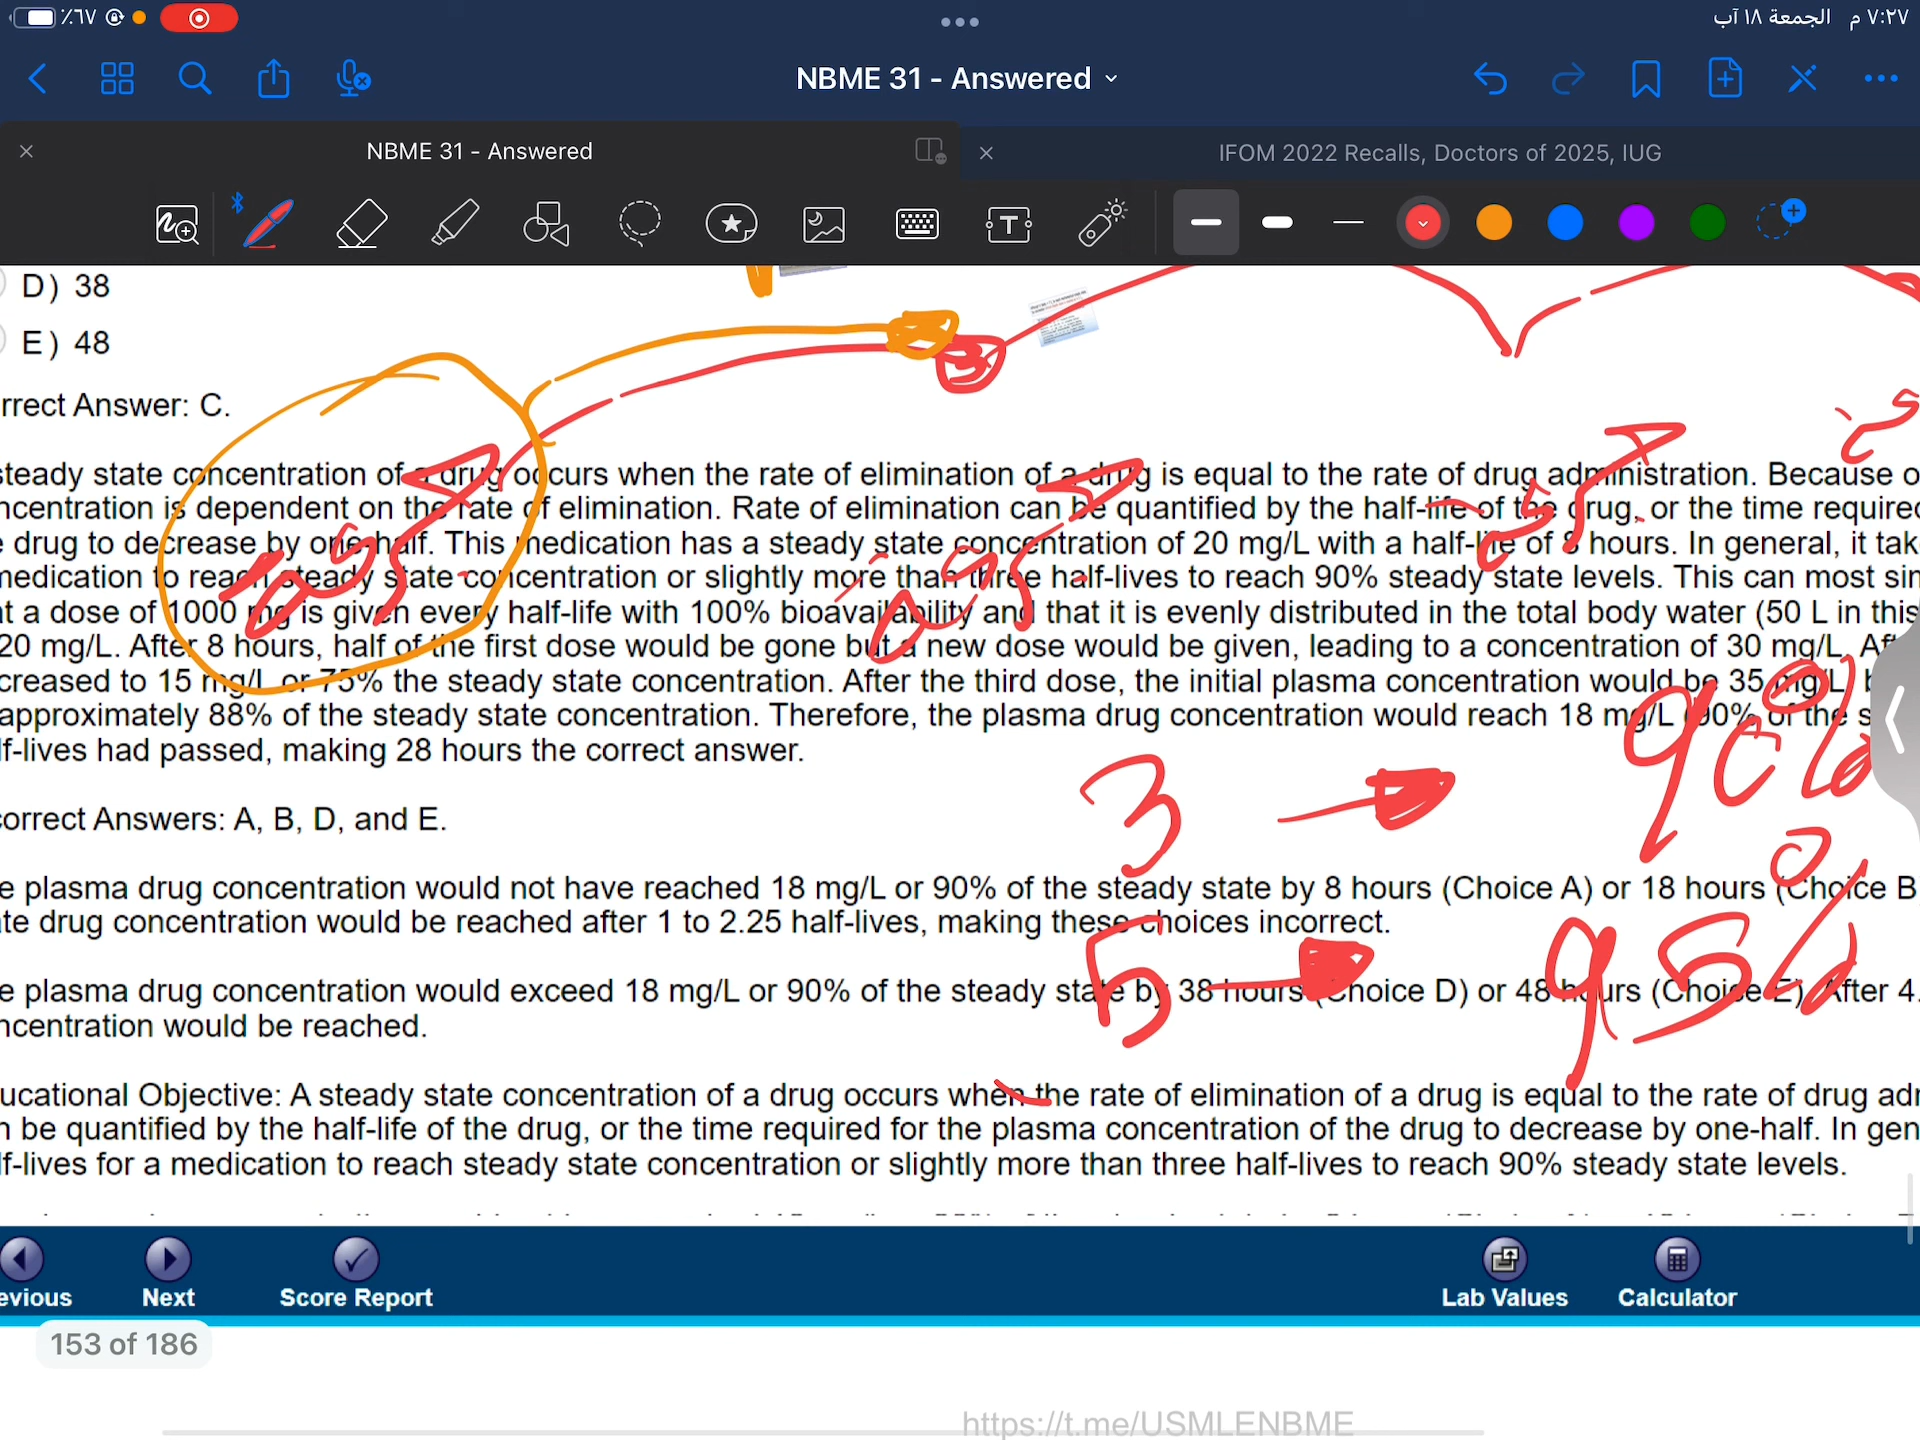 ٪٦٧
٧:٢٧ م الجمعة ١٨ آب
NBME 31 - Answered
NBME 31 - Answered
IFOM 2022 Recalls, Doctors of 2025, IUG
D) 38
E) 48
rrect Answer: C.
steady state concentration of a drug occurs when the rate of elimination of a drug is equal to the rate of drug administration. Because o
ncentration is dependent on the rate of elimination. Rate of elimination can be quantified by the half-life of the drug, or the time require
e drug to decrease by one-half. This medication has a steady state concentration of 20 mg/L with a half-life of 8 hours. In general, it tak
medication to reach steady state concentration or slightly more than three half-lives to reach 90% steady state levels. This can most sim
at a dose of 1000 mg is given every half-life with 100% bioavailability and that it is evenly distributed in the total body water (50 L in this
20 mg/L. After 8 hours, half of the first dose would be gone but a new dose would be given, leading to a concentration of 30 mg/L. Af
creased to 15 mg/L or 75% the steady state concentration. After the third dose, the initial plasma concentration would be 35 mg/L b
approximately 88% of the steady state concentration. Therefore, the plasma drug concentration would reach 18 mg/L (90% of the s
lf-lives had passed, making 28 hours the correct answer.
3 90%
correct Answers: A, B, D, and E.
e plasma drug concentration would not have reached 18 mg/L or 90% of the steady state by 8 hours (Choice A) or 18 hours (Choice B
te drug concentration would be reached after 1 to 2.25 half-lives, making these choices incorrect.
5 95%
e plasma drug concentration would exceed 18 mg/L or 90% of the steady state by 38 hours (Choice D) or 48 hours (Choice E). After 4.
ncentration would be reached.
ucational Objective: A steady state concentration of a drug occurs when the rate of elimination of a drug is equal to the rate of drug adr
n be quantified by the half-life of the drug, or the time required for the plasma concentration of the drug to decrease by one-half. In gen
lf-lives for a medication to reach steady state concentration or slightly more than three half-lives to reach 90% steady state levels.
evious Next Score Report Lab Values Calculator
153 of 186
https://t.me/USMLENBME